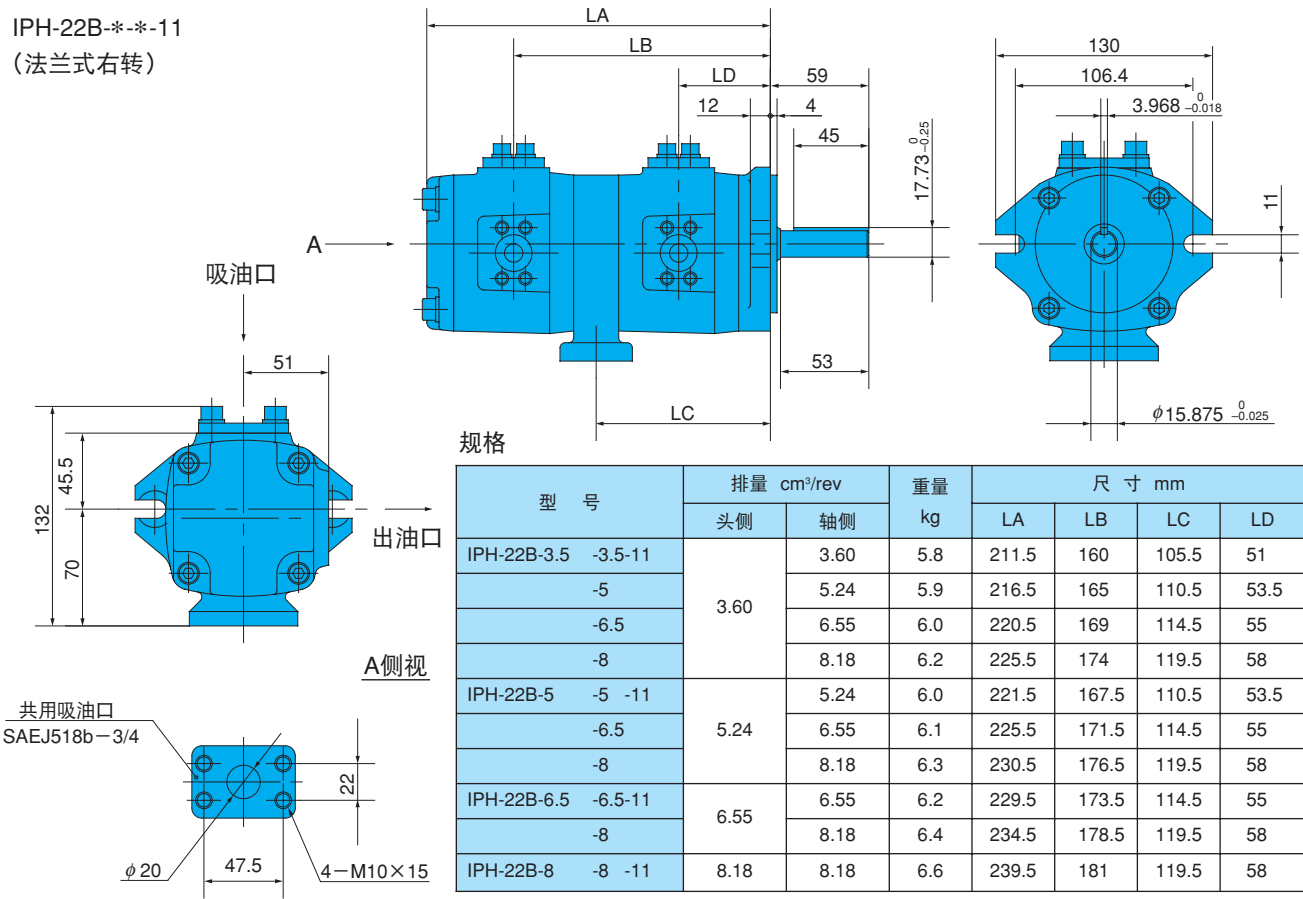 IPH-22B-*-*-11
(法兰式右转)
LA
LB
LD
59
12
4
45
17.73 0 -0.25
A
53
LC
130
106.4
3.968 0 -0.018
11
φ15.875 0 -0.025
吸油口
51
132
45.5
70
出油口
A侧视
共用吸油口
SAEJ518b-3/4
22
φ20
47.5
4-M10×15
规格
型 号 排量 cm³/rev 重量 kg 尺 寸 mm
头侧 轴侧 LA LB LC LD
IPH-22B-3.5 -3.5-11 3.60 3.60 5.8 211.5 160 105.5 51
-5 5.24 5.9 216.5 165 110.5 53.5
-6.5 6.55 6.0 220.5 169 114.5 55
-8 8.18 6.2 225.5 174 119.5 58
IPH-22B-5 -5 -11 5.24 5.24 6.0 221.5 167.5 110.5 53.5
-6.5 6.55 6.1 225.5 171.5 114.5 55
-8 8.18 6.3 230.5 176.5 119.5 58
IPH-22B-6.5 -6.5-11 6.55 6.55 6.2 229.5 173.5 114.5 55
-8 8.18 6.4 234.5 178.5 119.5 58
IPH-22B-8 -8 -11 8.18 8.18 6.6 239.5 181 119.5 58